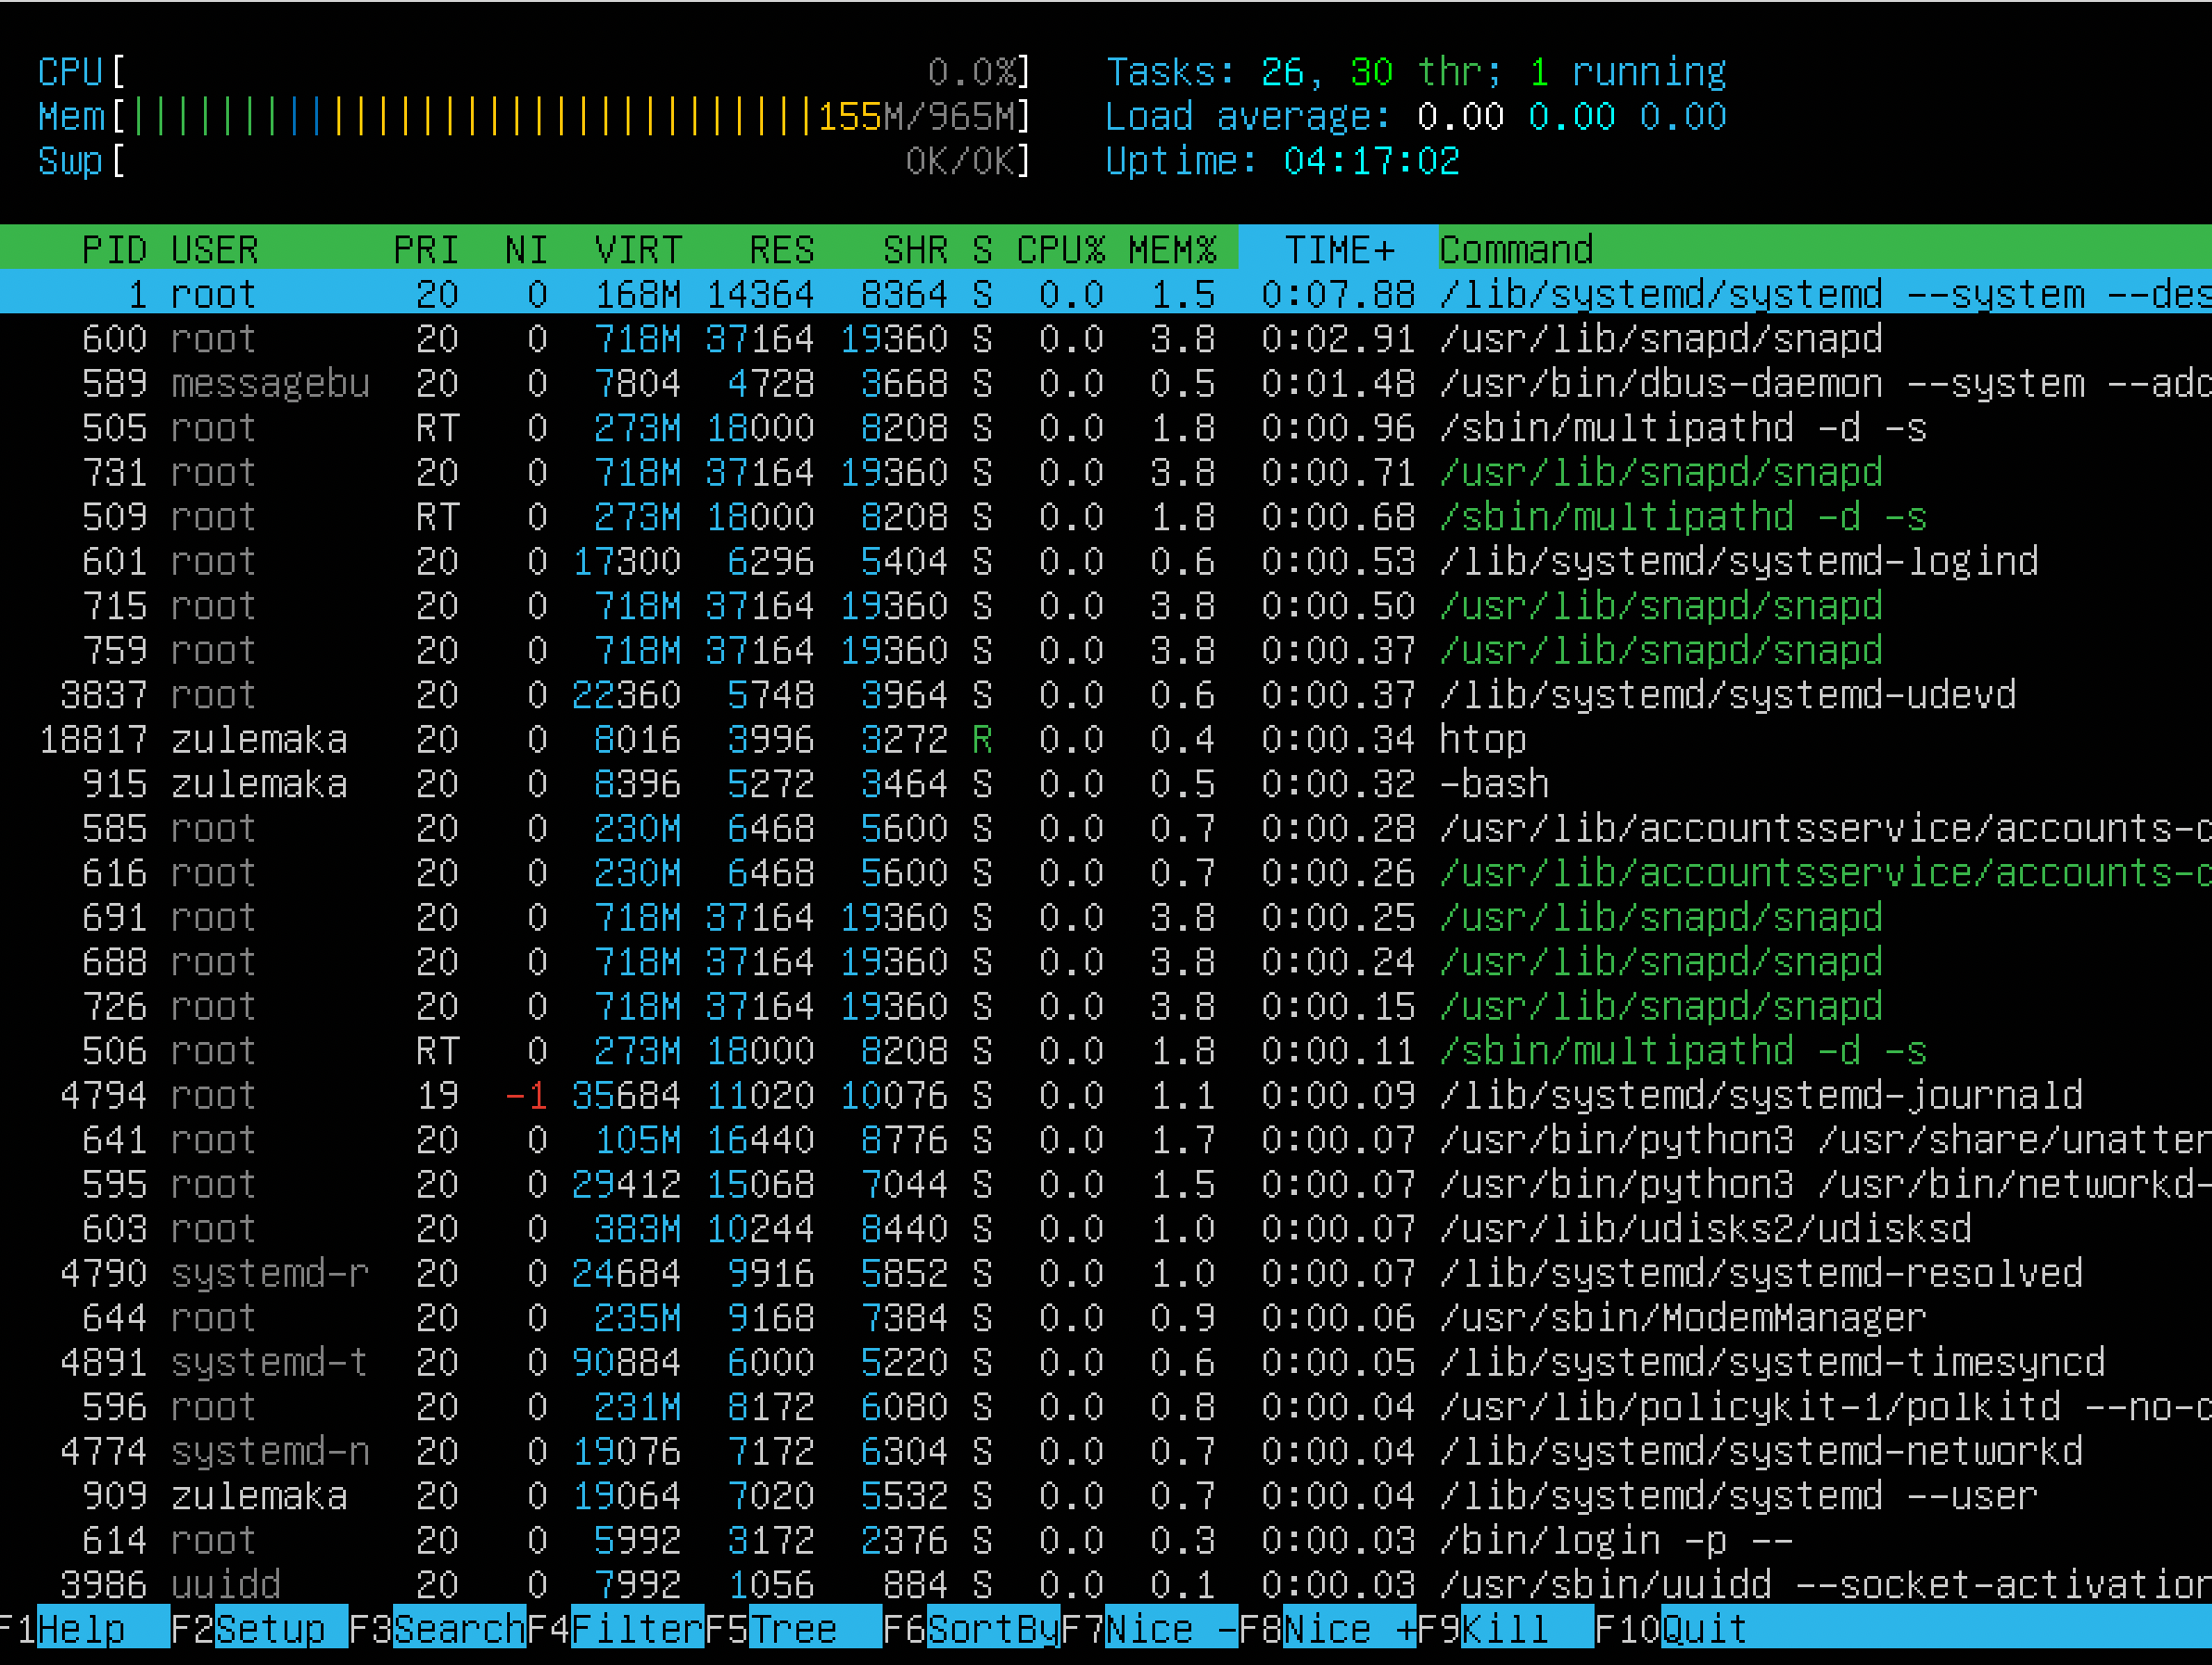 CPU[ 0.0%] Tasks: 26, 30 thr; 1 running
Mem[|||||||||||||||||||||||||||||||155M/965M] Load average: 0.00 0.00 0.00
Swp[ 0K/0K] Uptime: 04:17:02
PID USER PRI NI VIRT RES SHR S CPU% MEM% TIME+ Command
1 root 20 0 168M 14364 8364 S 0.0 1.5 0:07.88 /lib/systemd/systemd --system --des
600 root 20 0 718M 37164 19360 S 0.0 3.8 0:02.91 /usr/lib/snapd/snapd
589 messagebu 20 0 7804 4728 3668 S 0.0 0.5 0:01.48 /usr/bin/dbus-daemon --system --add
505 root RT 0 273M 18000 8208 S 0.0 1.8 0:00.96 /sbin/multipathd -d -s
731 root 20 0 718M 37164 19360 S 0.0 3.8 0:00.71 /usr/lib/snapd/snapd
509 root RT 0 273M 18000 8208 S 0.0 1.8 0:00.68 /sbin/multipathd -d -s
601 root 20 0 17300 6296 5404 S 0.0 0.6 0:00.53 /lib/systemd/systemd-logind
715 root 20 0 718M 37164 19360 S 0.0 3.8 0:00.50 /usr/lib/snapd/snapd
759 root 20 0 718M 37164 19360 S 0.0 3.8 0:00.37 /usr/lib/snapd/snapd
3837 root 20 0 22360 5748 3964 S 0.0 0.6 0:00.37 /lib/systemd/systemd-udevd
18817 zulemaka 20 0 8016 3996 3272 R 0.0 0.4 0:00.34 htop
915 zulemaka 20 0 8396 5272 3464 S 0.0 0.5 0:00.32 -bash
585 root 20 0 230M 6468 5600 S 0.0 0.7 0:00.28 /usr/lib/accountsservice/accounts-d
616 root 20 0 230M 6468 5600 S 0.0 0.7 0:00.26 /usr/lib/accountsservice/accounts-d
691 root 20 0 718M 37164 19360 S 0.0 3.8 0:00.25 /usr/lib/snapd/snapd
688 root 20 0 718M 37164 19360 S 0.0 3.8 0:00.24 /usr/lib/snapd/snapd
726 root 20 0 718M 37164 19360 S 0.0 3.8 0:00.15 /usr/lib/snapd/snapd
506 root RT 0 273M 18000 8208 S 0.0 1.8 0:00.11 /sbin/multipathd -d -s
4794 root 19 -1 35684 11020 10076 S 0.0 1.1 0:00.09 /lib/systemd/systemd-journald
641 root 20 0 105M 16440 8776 S 0.0 1.7 0:00.07 /usr/bin/python3 /usr/share/unatten
595 root 20 0 29412 15068 7044 S 0.0 1.5 0:00.07 /usr/bin/python3 /usr/bin/networkd-
603 root 20 0 383M 10244 8440 S 0.0 1.0 0:00.07 /usr/lib/udisks2/udisksd
4790 systemd-r 20 0 24684 9916 5852 S 0.0 1.0 0:00.07 /lib/systemd/systemd-resolved
644 root 20 0 235M 9168 7384 S 0.0 0.9 0:00.06 /usr/sbin/ModemManager
4891 systemd-t 20 0 90884 6000 5220 S 0.0 0.6 0:00.05 /lib/systemd/systemd-timesyncd
596 root 20 0 231M 8172 6080 S 0.0 0.8 0:00.04 /usr/lib/policykit-1/polkitd --no-d
4774 systemd-n 20 0 19076 7172 6304 S 0.0 0.7 0:00.04 /lib/systemd/systemd-networkd
909 zulemaka 20 0 19064 7020 5532 S 0.0 0.7 0:00.04 /lib/systemd/systemd --user
614 root 20 0 5992 3172 2376 S 0.0 0.3 0:00.03 /bin/login -p --
3986 uuidd 20 0 7992 1056 884 S 0.0 0.1 0:00.03 /usr/sbin/uuidd --socket-activation
F1Help F2Setup F3SearchF4FilterF5Tree F6SortByF7Nice -F8Nice +F9Kill F10Quit